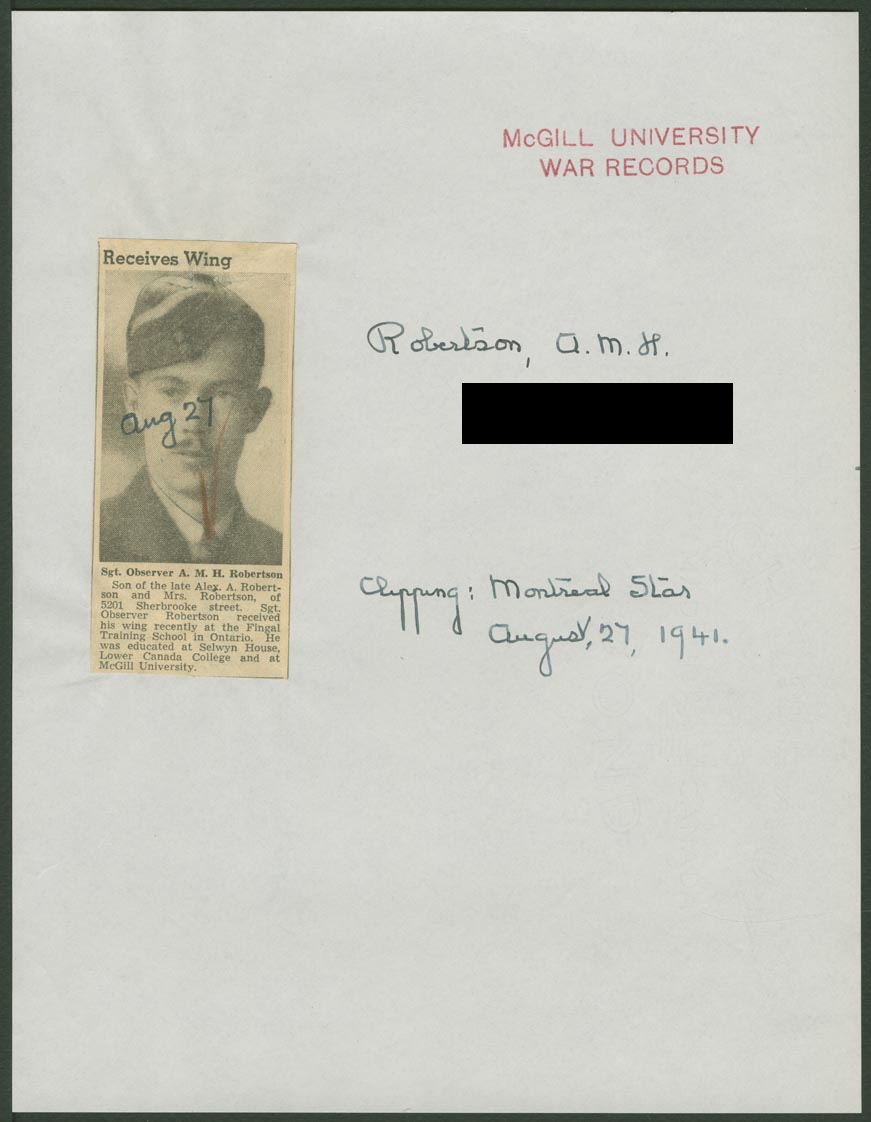 McGILL UNIVERSITY
WAR RECORDS
Receives Wing
Aug 27
Sgt. Observer A. M. H. Robertson
Son of the late Alex. A. Robert-
son and Mrs. Robertson, of
5201 Sherbrooke street. Sgt.
Observer Robertson received
his wing recently at the Fingal
Training School in Ontario. He
was educated at Selwyn House,
Lower Canada College and at
McGill University.
Robertson, A.M.H.
Clipping: Montreal Star
August, 27, 1941.